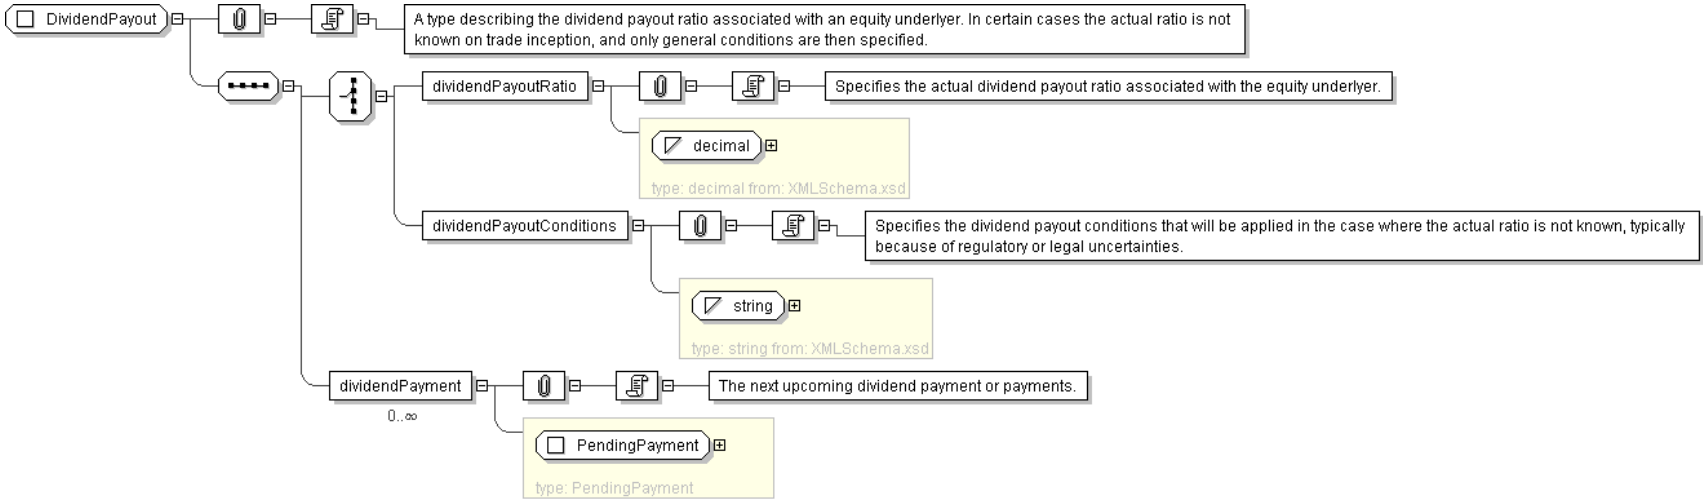 DividendPayout
A type describing the dividend payout ratio associated with an equity underlyer. In certain cases the actual ratio is not
known on trade inception, and only general conditions are then specified.
dividendPayoutRatio
Specifies the actual dividend payout ratio associated with the equity underlyer.
decimal
type: decimal from: XMLSchema.xsd
dividendPayoutConditions
Specifies the dividend payout conditions that will be applied in the case where the actual ratio is not known, typically
because of regulatory or legal uncertainties.
string
type: string from: XMLSchema.xsd
dividendPayment
The next upcoming dividend payment or payments.
0..∞
PendingPayment
type: PendingPayment